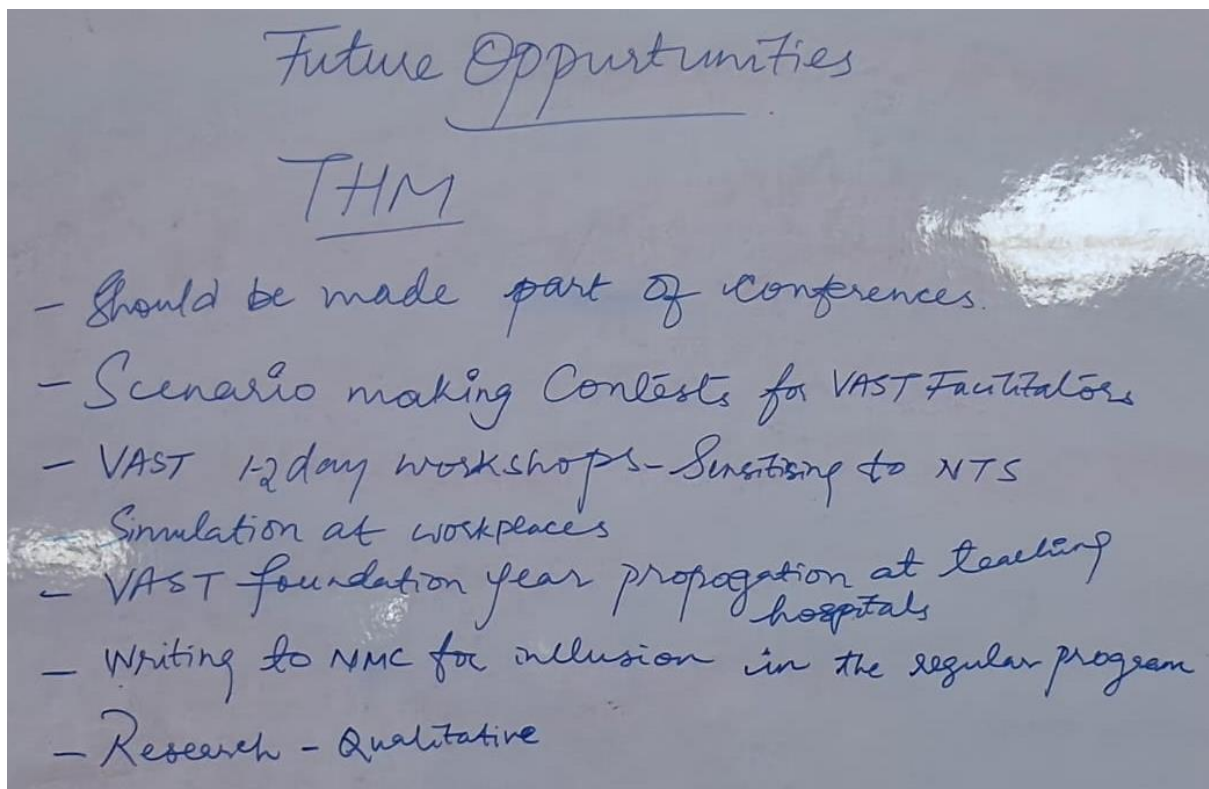 Future Oppurtunities
THM
- Should be made part of conferences.
- Scenario making Contests for VAST Facilitators
- VAST 1-2 day workshops - Sensitising to NTS
- Simulation at workplaces
- VAST foundation year propogation at teaching
hospitals
- Writing to NMC for inclusion in the regular program
- Research - Qualitative